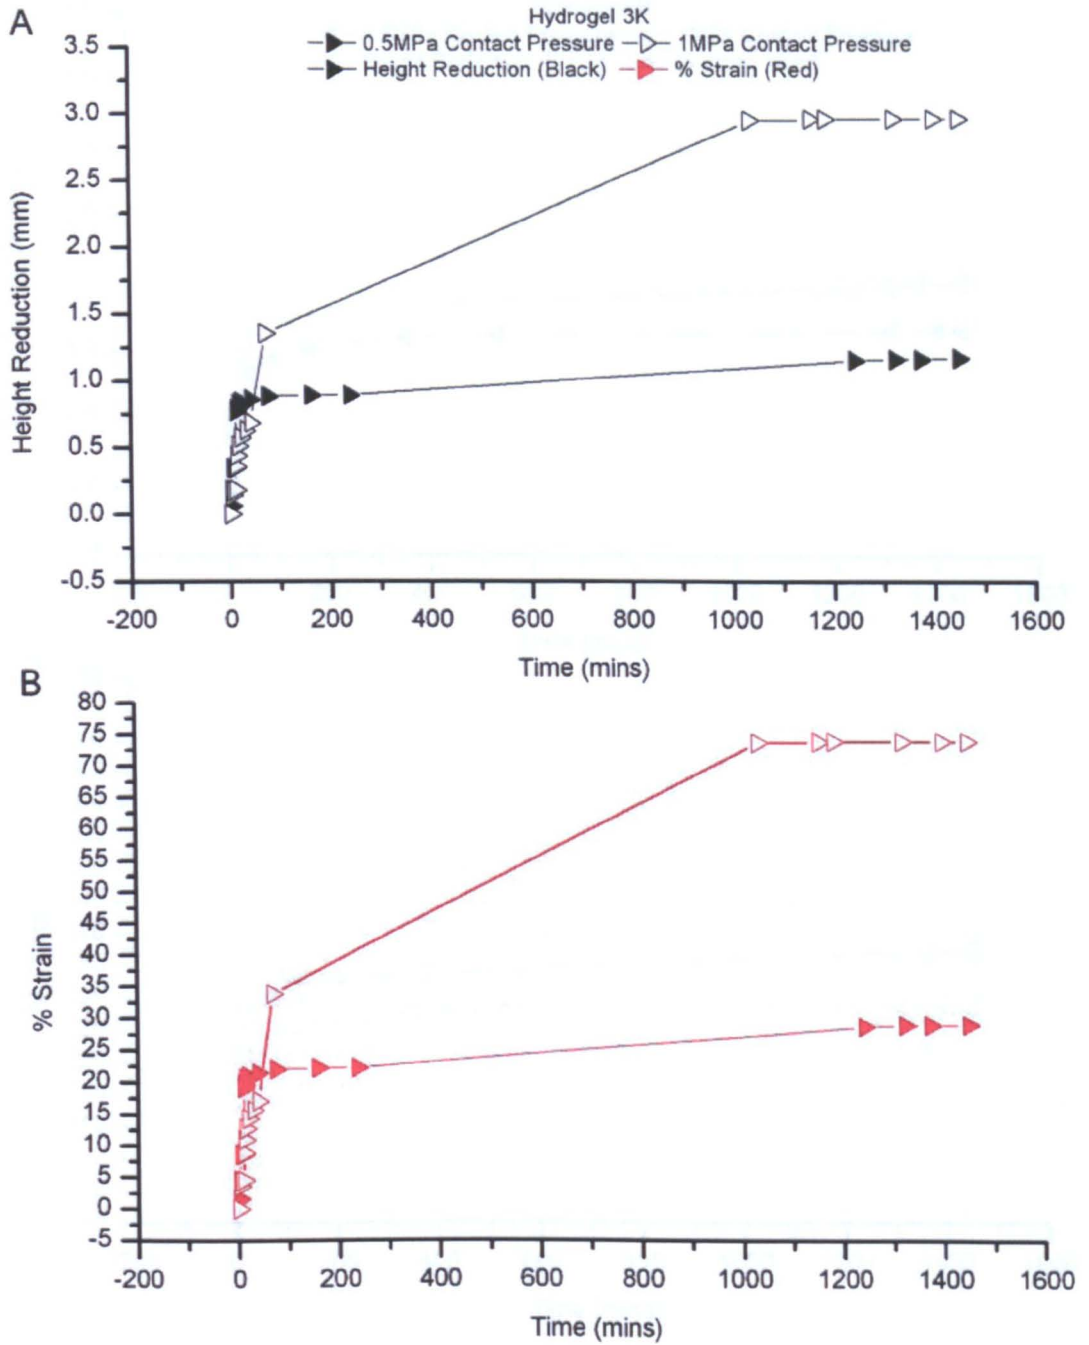 A
Hydrogel 3K
0.5MPa Contact Pressure 1MPa Contact Pressure
Height Reduction (Black) % Strain (Red)
3.5
3.0
2.5
2.0
1.5
1.0
0.5
0.0
-0.5
Height Reduction (mm)
-200 0 200 400 600 800 1000 1200 1400 1600
Time (mins)
B
80
75
70
65
60
55
50
45
40
35
30
25
20
15
10
5
0
-5
% Strain
-200 0 200 400 600 800 1000 1200 1400 1600
Time (mins)